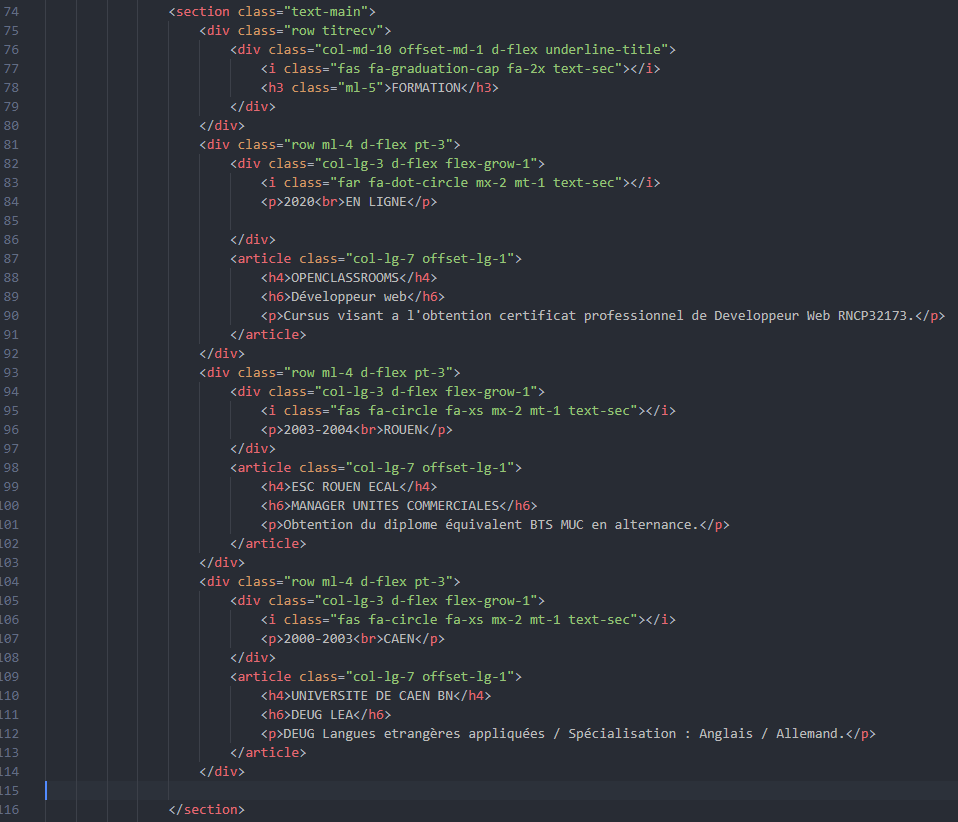 74 <section class="text-main">
75 <div class="row titrecv">
76 <div class="col-md-10 offset-md-1 d-flex underline-title">
77 <i class="fas fa-graduation-cap fa-2x text-sec"></i>
78 <h3 class="ml-5">FORMATION</h3>
79 </div>
80 </div>
81 <div class="row ml-4 d-flex pt-3">
82 <div class="col-lg-3 d-flex flex-grow-1">
83 <i class="far fa-dot-circle mx-2 mt-1 text-sec"></i>
84 <p>2020<br>EN LIGNE</p>
85
86 </div>
87 <article class="col-lg-7 offset-lg-1">
88 <h4>OPENCLASSROOMS</h4>
89 <h6>Développeur web</h6>
90 <p>Cursus visant a l'obtention certificat professionnel de Developpeur Web RNCP32173.</p>
91 </article>
92 </div>
93 <div class="row ml-4 d-flex pt-3">
94 <div class="col-lg-3 d-flex flex-grow-1">
95 <i class="fas fa-circle fa-xs mx-2 mt-1 text-sec"></i>
96 <p>2003-2004<br>ROUEN</p>
97 </div>
98 <article class="col-lg-7 offset-lg-1">
99 <h4>ESC ROUEN ECAL</h4>
100 <h6>MANAGER UNITES COMMERCIALES</h6>
101 <p>Obtention du diplome équivalent BTS MUC en alternance.</p>
102 </article>
103 </div>
104 <div class="row ml-4 d-flex pt-3">
105 <div class="col-lg-3 d-flex flex-grow-1">
106 <i class="fas fa-circle fa-xs mx-2 mt-1 text-sec"></i>
107 <p>2000-2003<br>CAEN</p>
108 </div>
109 <article class="col-lg-7 offset-lg-1">
110 <h4>UNIVERSITE DE CAEN BN</h4>
111 <h6>DEUG LEA</h6>
112 <p>DEUG Langues etrangères appliquées / Spécialisation : Anglais / Allemand.</p>
113 </article>
114 </div>
115
116 </section>